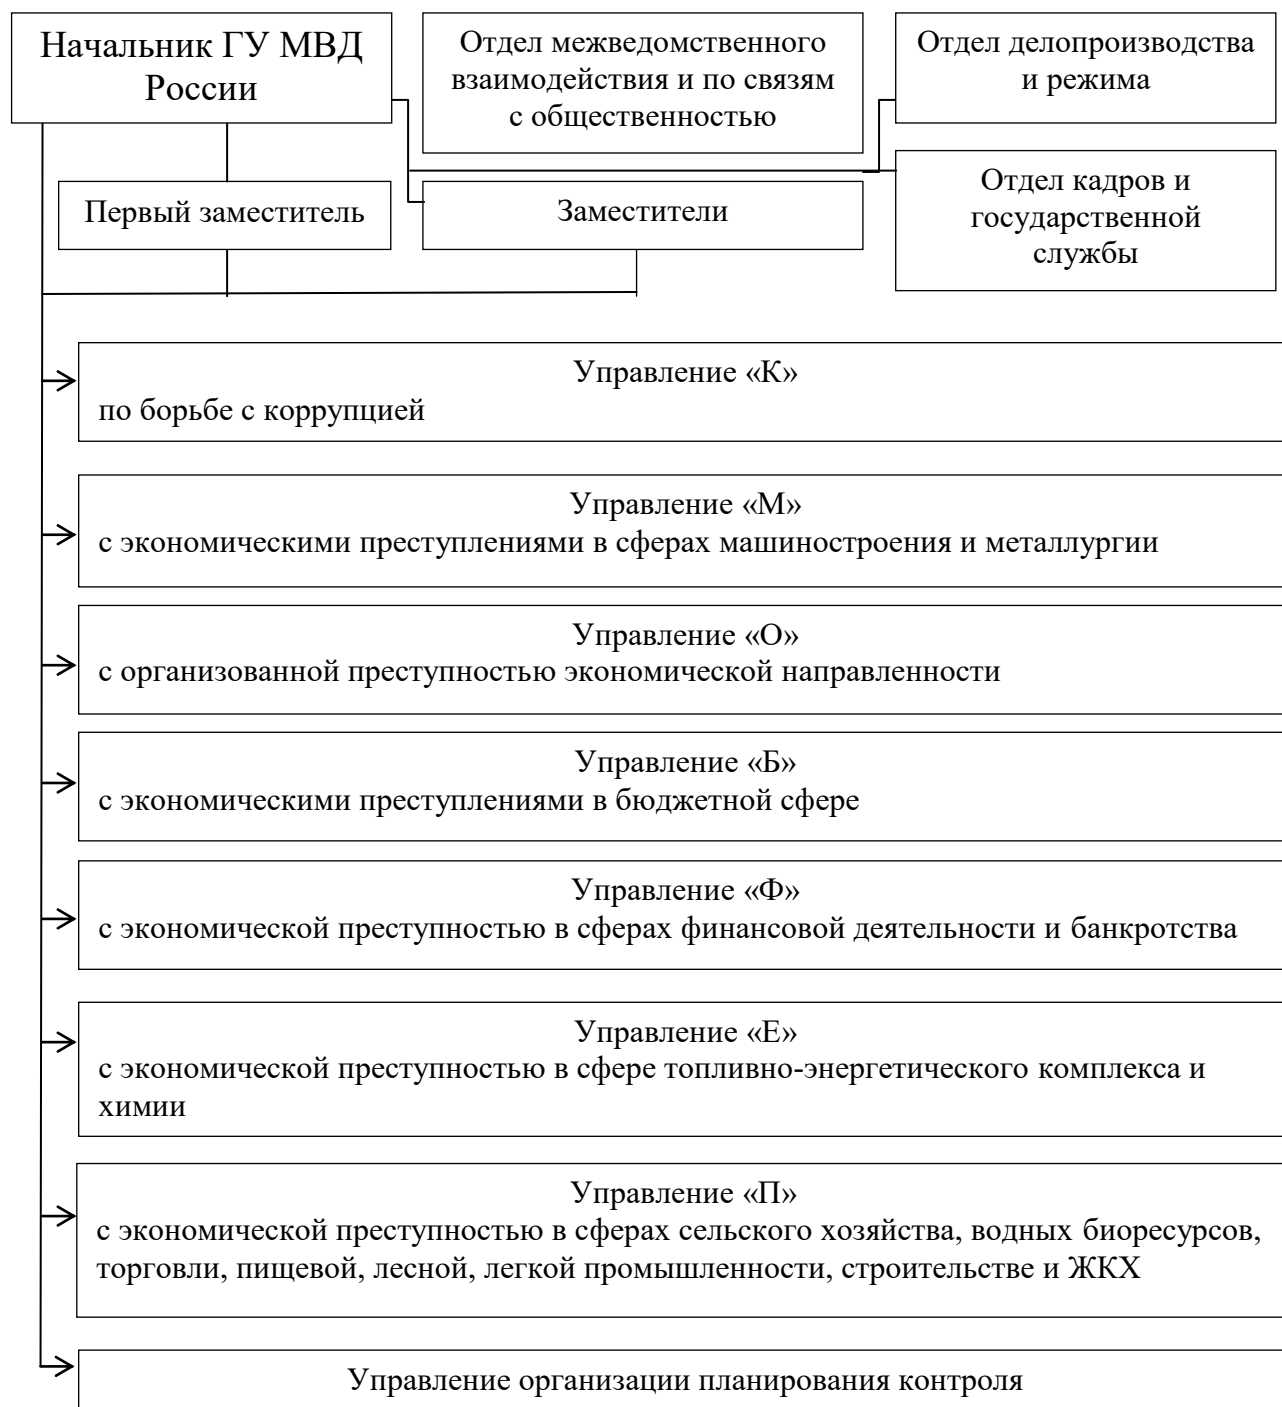 Начальник ГУ МВД
России
Отдел межведомственного
взаимодействия и по связям
с общественностью
Отдел делопроизводства
и режима
Первый заместитель
Заместители
Отдел кадров и
государственной
службы
Управление «К»
по борьбе с коррупцией
Управление «М»
с экономическими преступлениями в сферах машиностроения и металлургии
Управление «О»
с организованной преступностью экономической направленности
Управление «Б»
с экономическими преступлениями в бюджетной сфере
Управление «Ф»
с экономической преступностью в сферах финансовой деятельности и банкротства
Управление «Е»
с экономической преступностью в сфере топливно-энергетического комплекса и
химии
Управление «П»
с экономической преступностью в сферах сельского хозяйства, водных биоресурсов,
торговли, пищевой, лесной, легкой промышленности, строительстве и ЖКХ
Управление организации планирования контроля